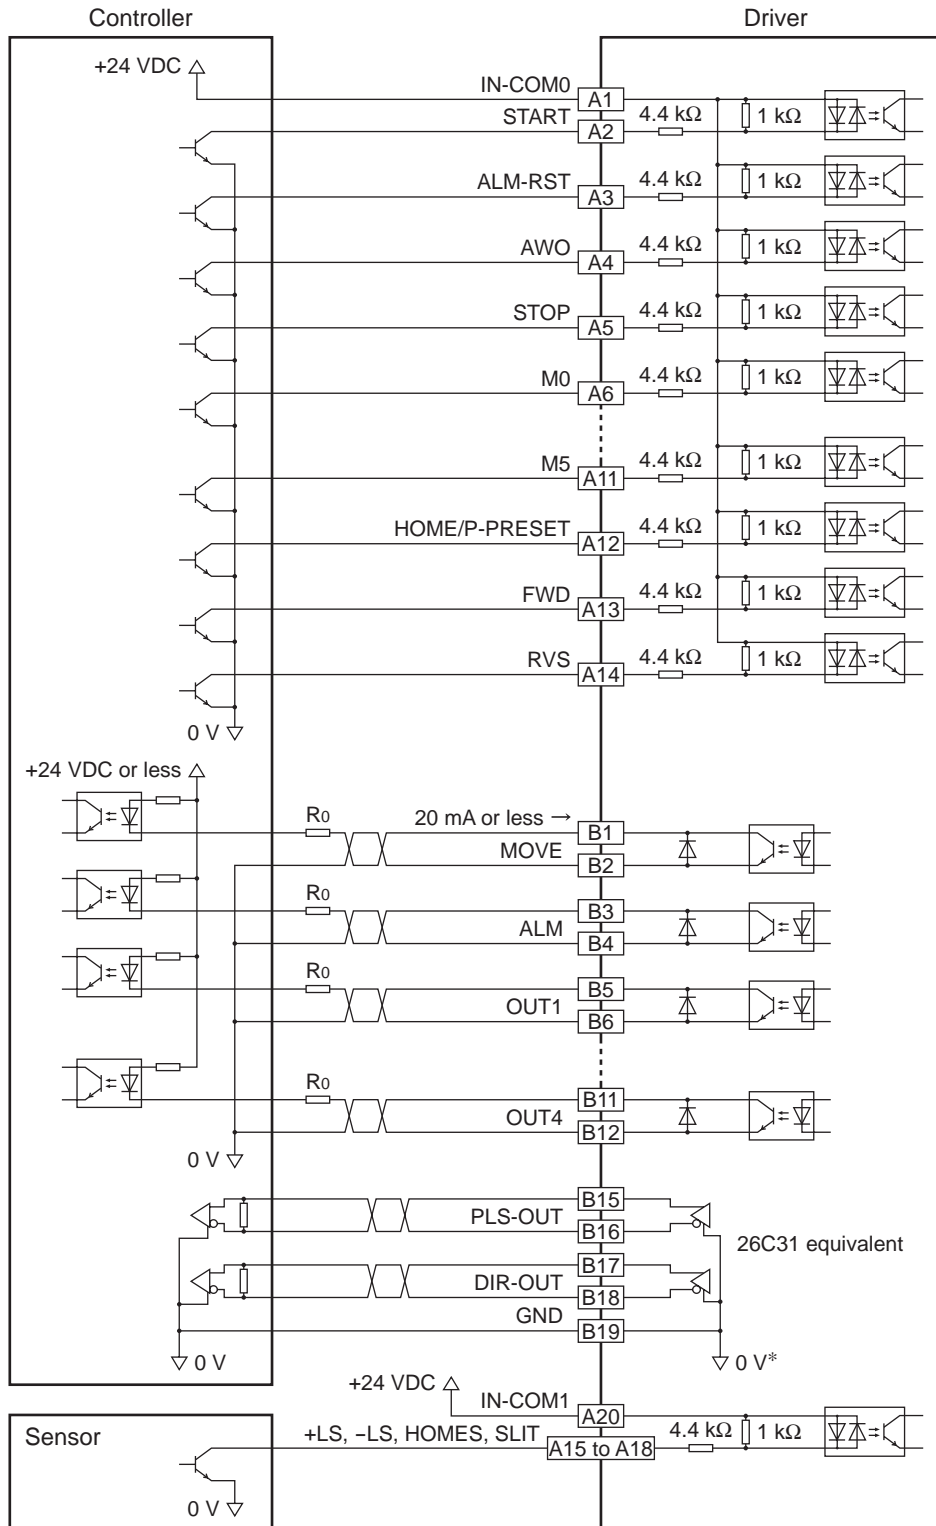 Controller
Driver
+24 VDC
IN-COM0
A1
START
A2
4.4 kΩ
1 kΩ
ALM-RST
A3
4.4 kΩ
1 kΩ
AWO
A4
4.4 kΩ
1 kΩ
STOP
A5
4.4 kΩ
1 kΩ
M0
A6
4.4 kΩ
1 kΩ
M5
A11
4.4 kΩ
1 kΩ
HOME/P-PRESET
A12
4.4 kΩ
1 kΩ
FWD
A13
4.4 kΩ
1 kΩ
RVS
A14
4.4 kΩ
1 kΩ
0 V
+24 VDC or less
R0
20 mA or less →
B1
MOVE
B2
R0
B3
ALM
B4
R0
B5
OUT1
B6
R0
B11
OUT4
B12
0 V
B15
PLS-OUT
B16
26C31 equivalent
B17
DIR-OUT
B18
GND
B19
0 V
0 V*
+24 VDC
IN-COM1
A20
Sensor
+LS, −LS, HOMES, SLIT
A15 to A18
4.4 kΩ
1 kΩ
0 V